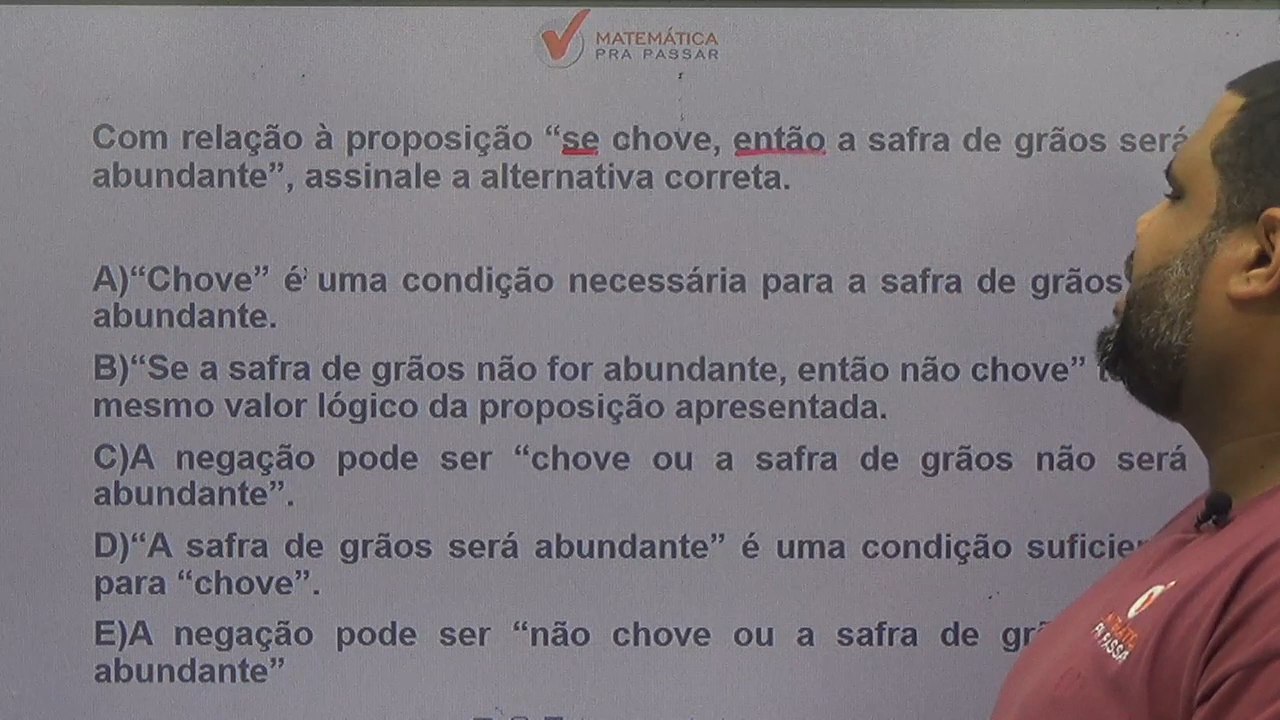 MATEMÁTICA
PRA PASSAR
Com relação à proposição “se chove, então a safra de grãos será
abundante”, assinale a alternativa correta.
A)“Chove” é uma condição necessária para a safra de grãos
abundante.
B)“Se a safra de grãos não for abundante, então não chove”
mesmo valor lógico da proposição apresentada.
C)A negação pode ser “chove ou a safra de grãos não será
abundante”.
D)“A safra de grãos será abundante” é uma condição
para “chove”.
E)A negação pode ser “não chove ou a safra de
abundante”